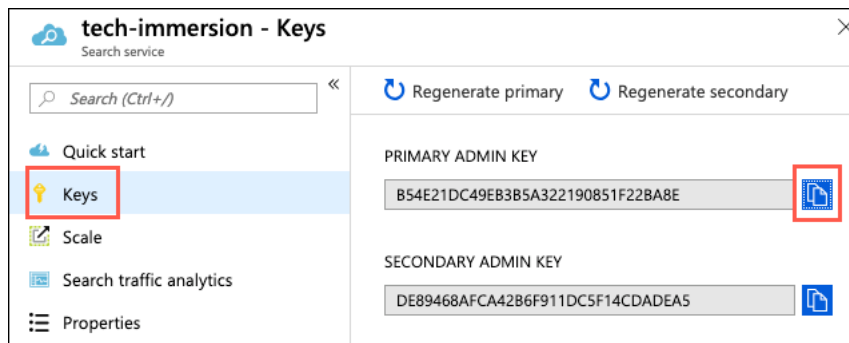 tech-immersion - Keys
Search service
Search (Ctrl+/)
«
Quick start
Keys
Scale
Search traffic analytics
Properties
Regenerate primary
Regenerate secondary
PRIMARY ADMIN KEY
B54E21DC49EB3B5A322190851F22BA8E
SECONDARY ADMIN KEY
DE89468AFCA42B6F911DC5F14CDADEA5